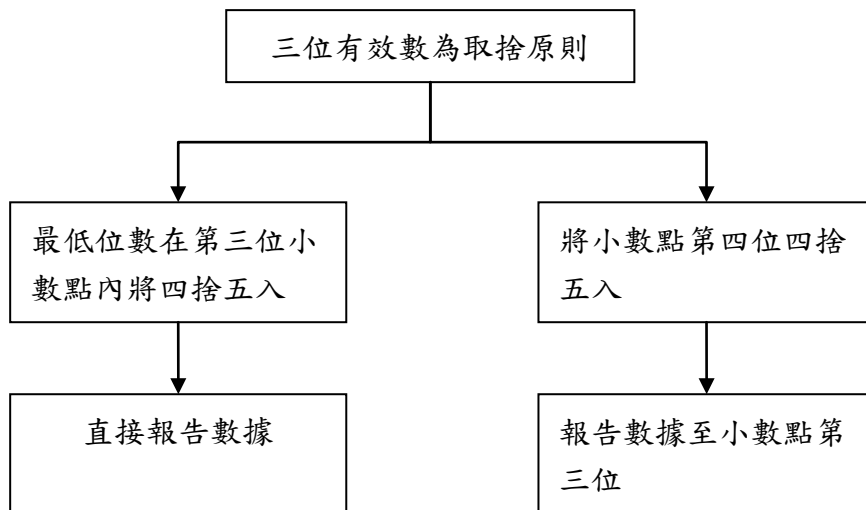 三位有效數為取捨原則
最低位數在第三位小
數點內將四捨五入
將小數點第四位四捨
五入
直接報告數據
報告數據至小數點第
三位